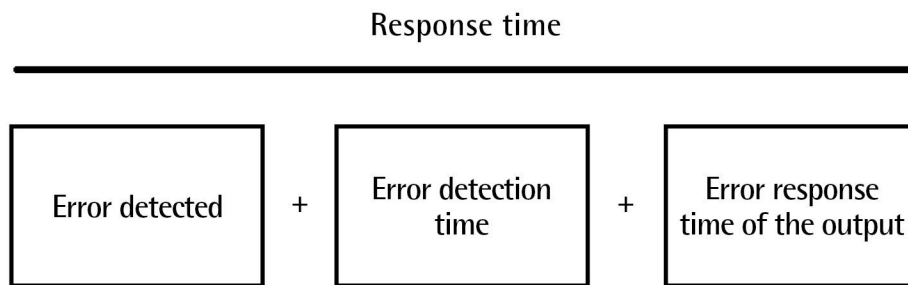 Response time
Error detected
+
Error detection
time
+
Error response
time of the output